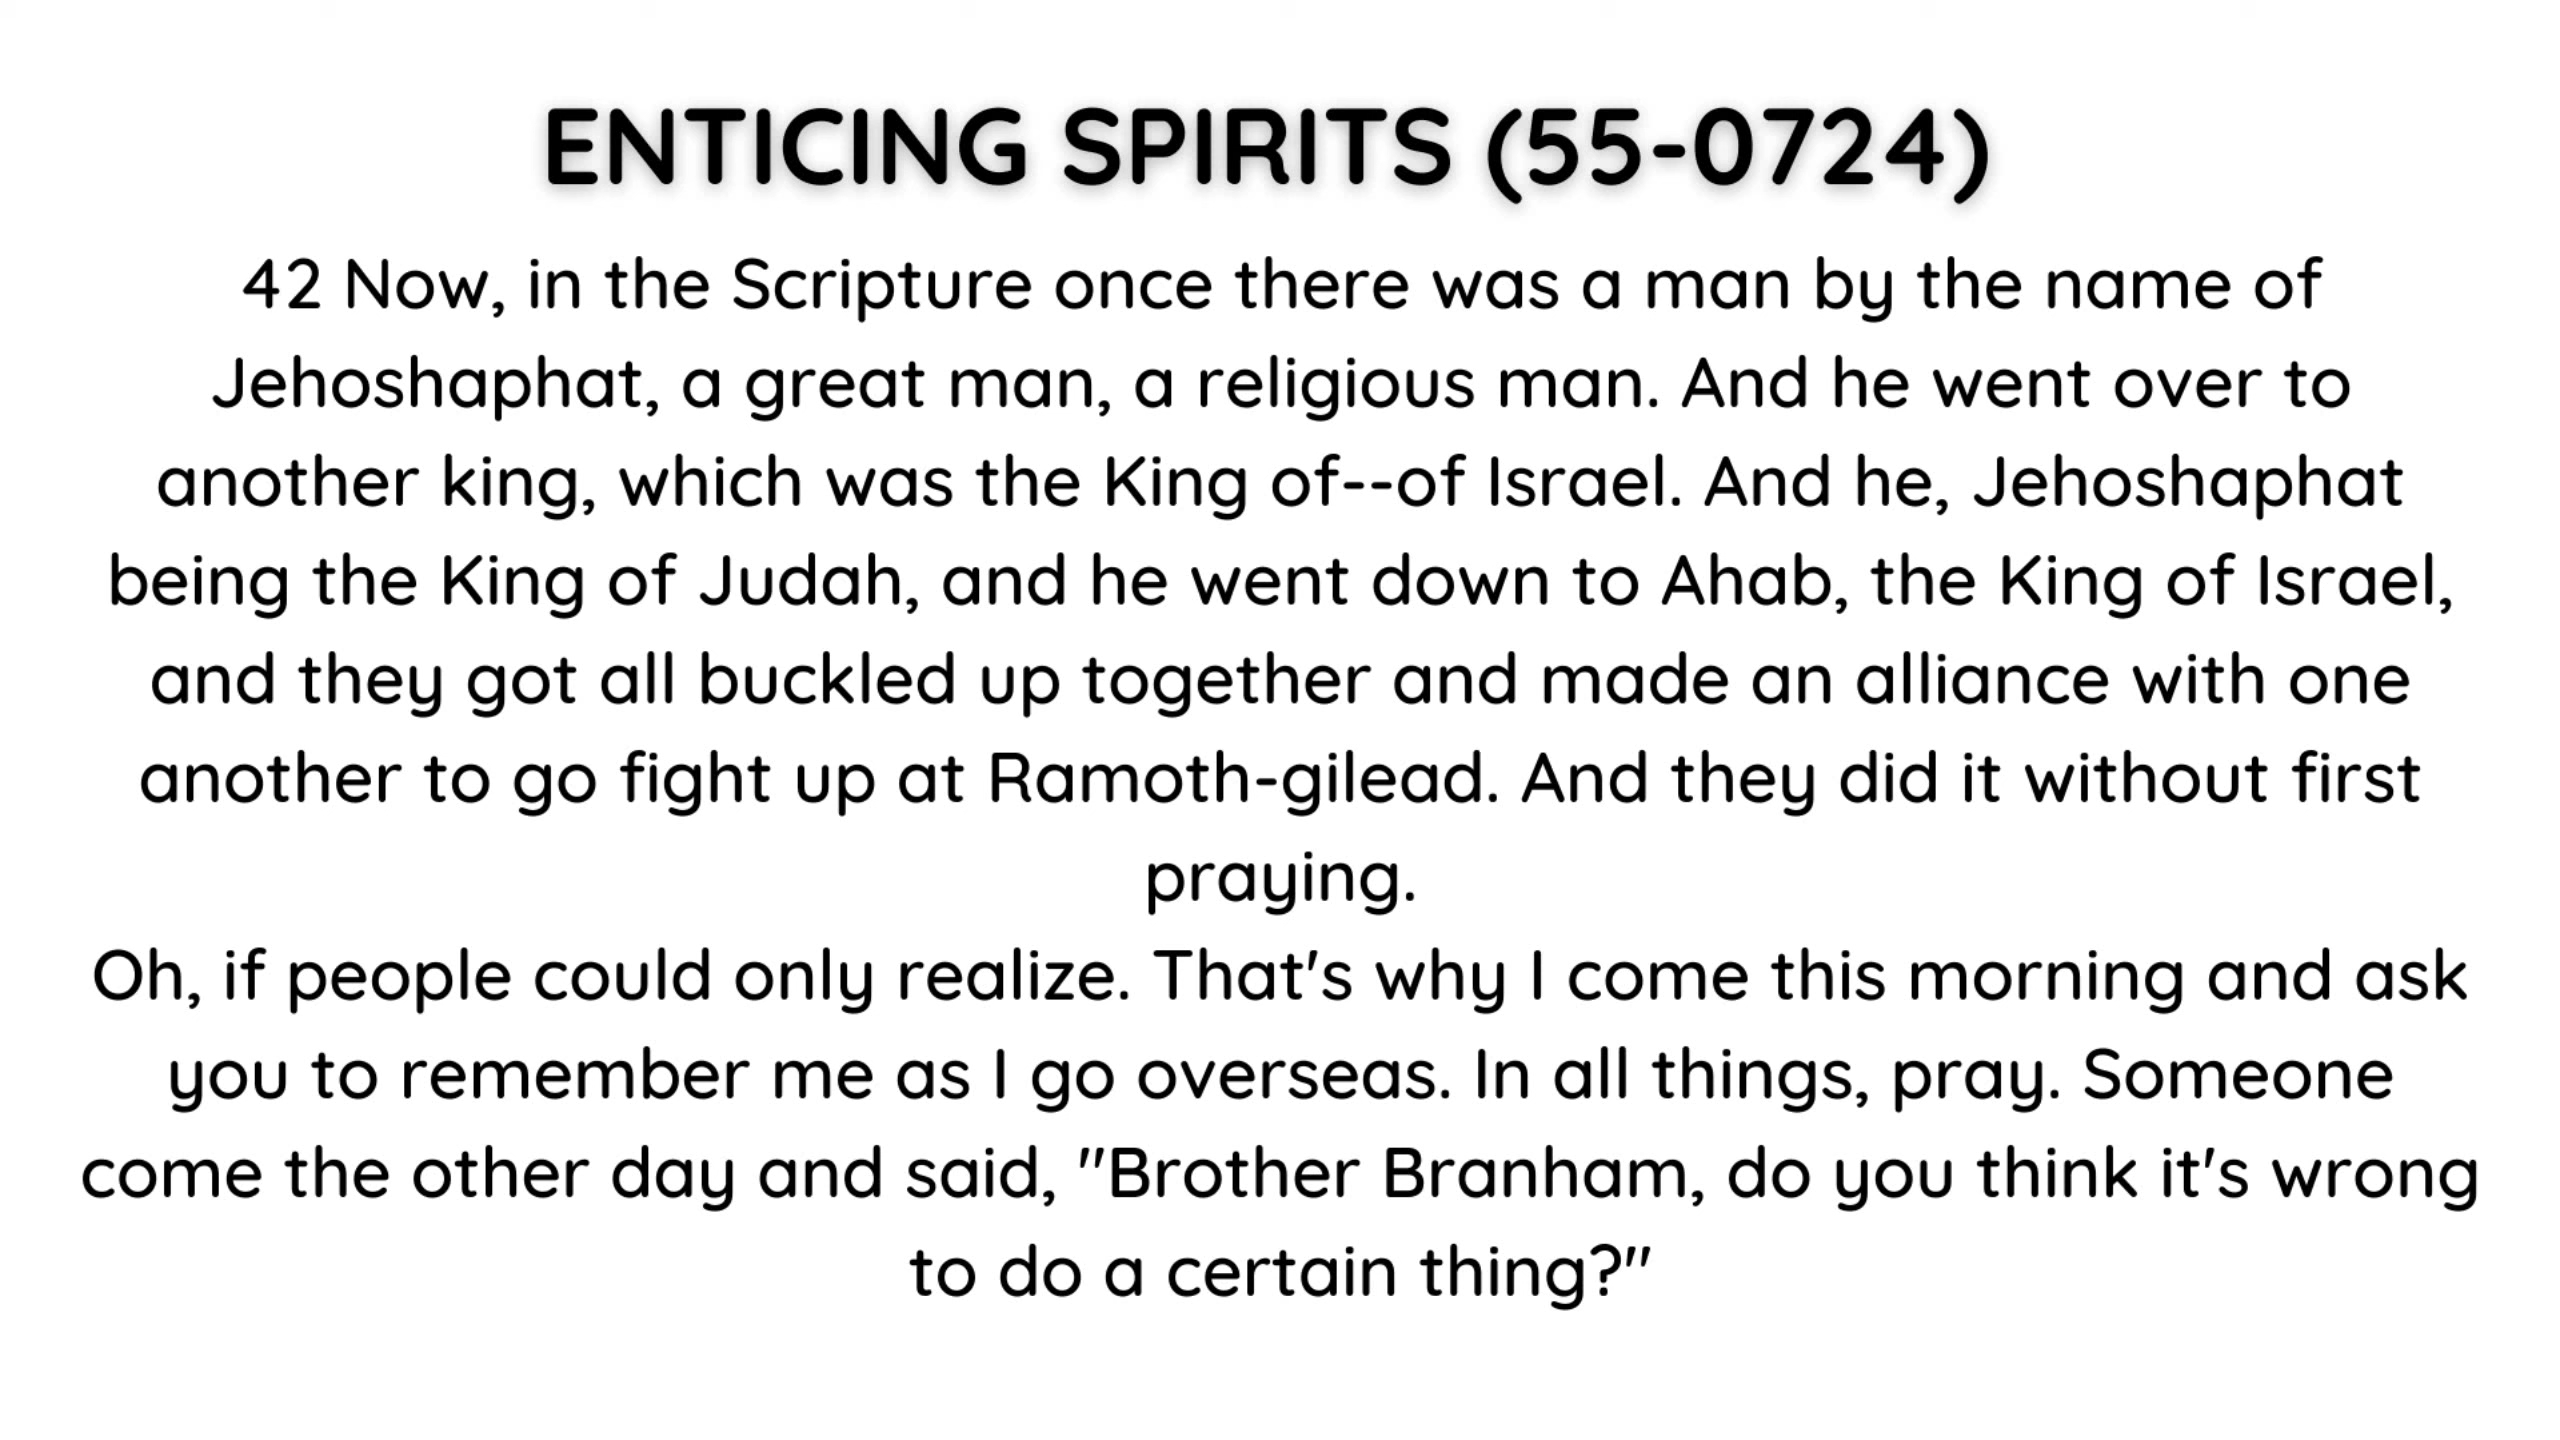 ENTICING SPIRITS (55-0724)
42 Now, in the Scripture once there was a man by the name of
Jehoshaphat, a great man, a religious man. And he went over to
another king, which was the King of--of Israel. And he, Jehoshaphat
being the King of Judah, and he went down to Ahab, the King of Israel,
and they got all buckled up together and made an alliance with one
another to go fight up at Ramoth-gilead. And they did it without first
praying.
Oh, if people could only realize. That's why I come this morning and ask
you to remember me as I go overseas. In all things, pray. Someone
come the other day and said, "Brother Branham, do you think it's wrong
to do a certain thing?"